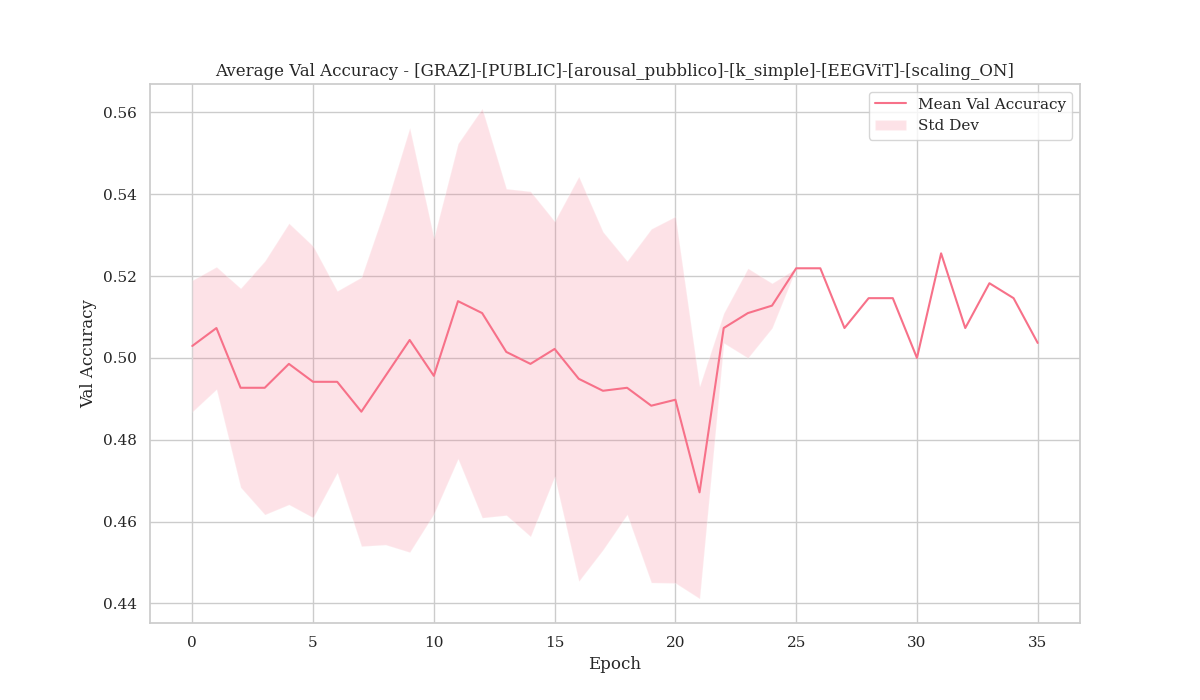 Average Val Accuracy - [GRAZ]-[PUBLIC]-[arousal_pubblico]-[k_simple]-[EEGViT]-[scaling_ON]
Mean Val Accuracy
Std Dev
Val Accuracy
0.56
0.54
0.52
0.50
0.48
0.46
0.44
0 5 10 15 20 25 30 35
Epoch